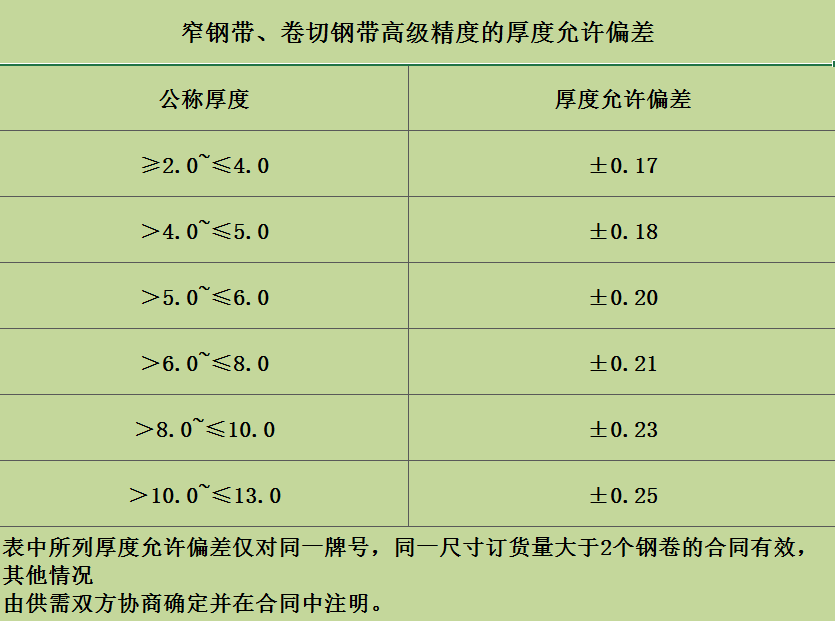 窄钢带、卷切钢带高级精度的厚度允许偏差
公称厚度 厚度允许偏差
≥2.0~≤4.0 ±0.17
>4.0~≤5.0 ±0.18
>5.0~≤6.0 ±0.20
>6.0~≤8.0 ±0.21
>8.0~≤10.0 ±0.23
>10.0~≤13.0 ±0.25
表中所列厚度允许偏差仅对同一牌号，同一尺寸订货量大于2个钢卷的合同有效，
其他情况
由供需双方协商确定并在合同中注明。